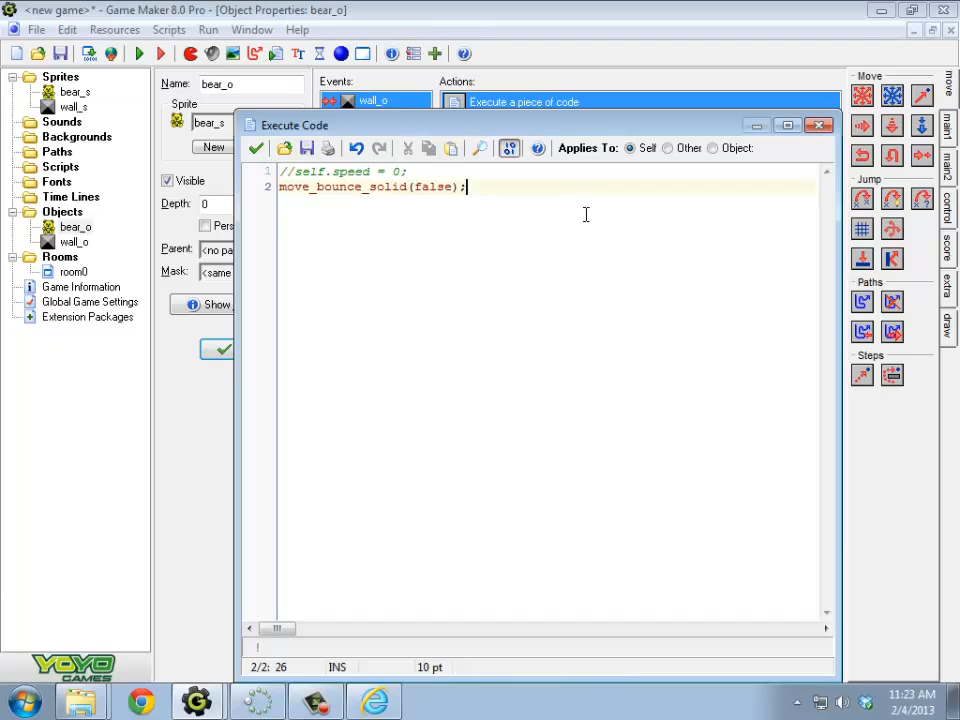 <new game>* - Game Maker 8.0 Pro - [Object Properties: bear_o]
File Edit Resources Scripts Run Window Help
Sprites
bear_s
wall_s
Sounds
Backgrounds
Paths
Scripts
Fonts
Time Lines
Objects
bear_o
wall_o
Rooms
room0
Game Information
Global Game Settings
Extension Packages
YOYO
GAMES
Name: bear_o
Sprite
bear_s
New
Visible
Depth: 0
Pers
Parent: <no pa
Mask: <same
Show
Events:
wall_o
Actions:
Execute a piece of code
Execute Code
Applies To: Self Other Object:
1 //self.speed = 0;
2 move_bounce_solid(false);
2/2: 26 INS 10 pt
Move
Jump
Paths
Steps
move
main1
main2
control
score
extra
draw
11:23 AM
2/4/2013